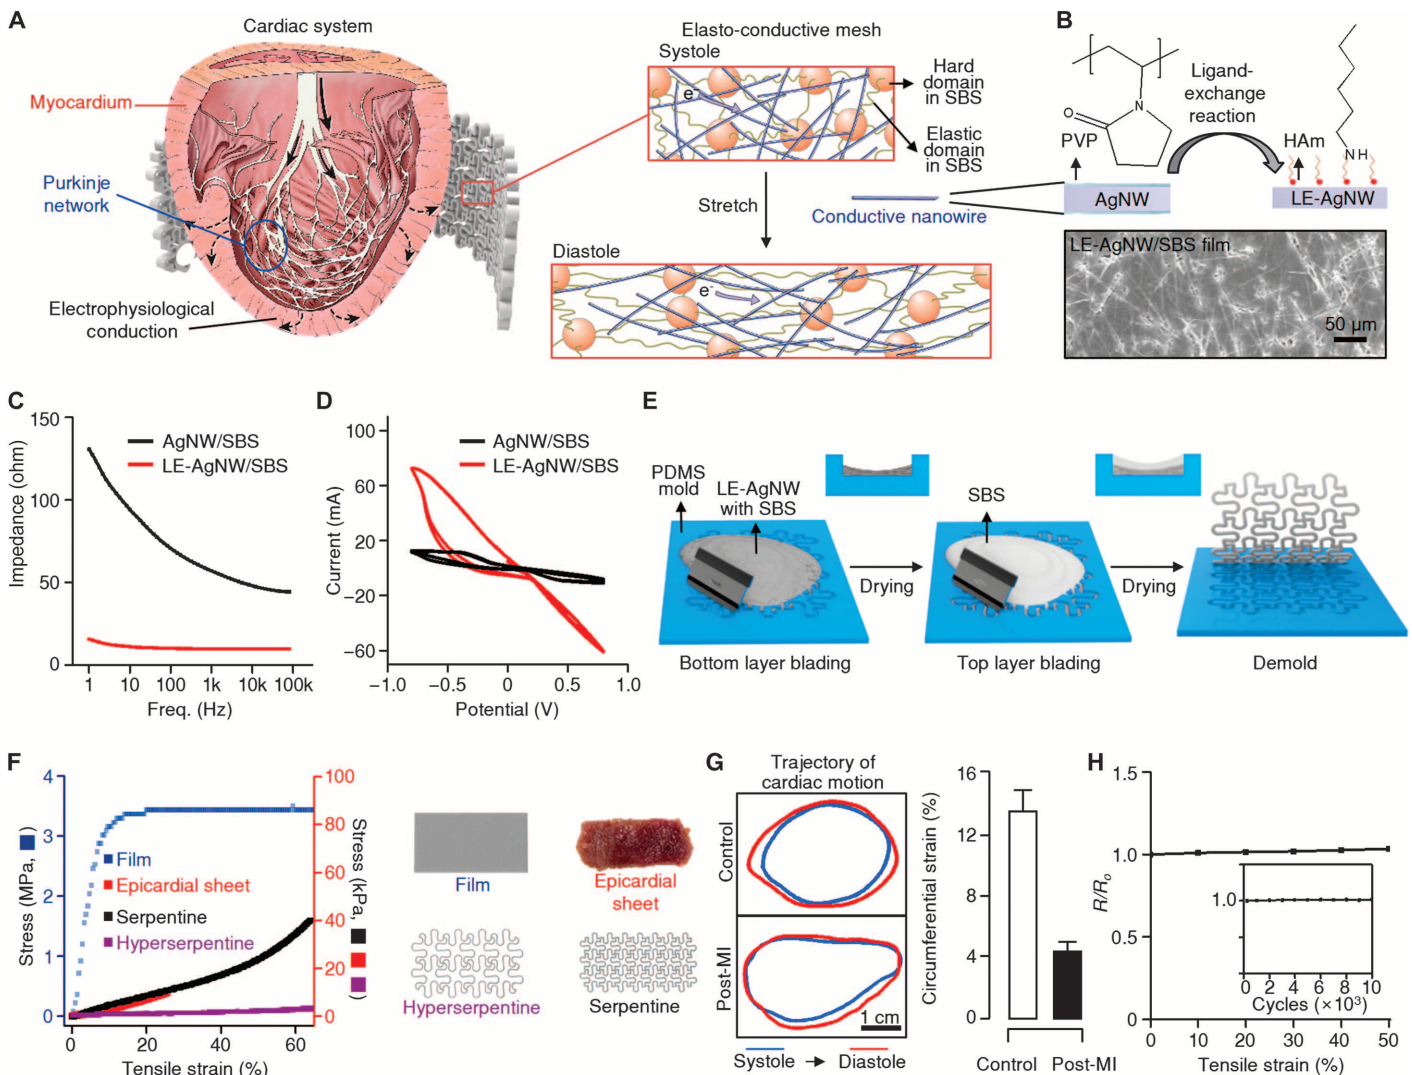 A
Cardiac system
Myocardium
Purkinje
network
Electrophysiological
conduction
Elasto-conductive mesh
Systole
e-
Hard
domain
in SBS
Elastic
domain
in SBS
Stretch
Conductive nanowire
Diastole
e-
B
N
O
PVP
AgNW
Ligand-
exchange
reaction
HAm
NH
LE-AgNW
LE-AgNW/SBS film
50 µm
C
Impedance (ohm)
150
100
50
0
AgNW/SBS
LE-AgNW/SBS
1 10 100 1k 10k 100k
Freq. (Hz)
D
Current (mA)
100
60
20
−20
−60
AgNW/SBS
LE-AgNW/SBS
−1.0 −0.5 0 0.5 1.0
Potential (V)
E
PDMS
mold
LE-AgNW
with SBS
Drying
SBS
Drying
Bottom layer blading
Top layer blading
Demold
F
Stress (MPa, )
4
3
2
1
0
Film
Epicardial sheet
Serpentine
Hyperserpentine
100
80
60
40
20
0
Stress (kPa, )
0 20 40 60
Tensile strain (%)
Film
Epicardial
sheet
Hyperserpentine
Serpentine
G
Trajectory of
cardiac motion
Control
Post-MI
1 cm
Systole
Diastole
Circumferential strain (%)
16
12
8
4
0
Control Post-MI
H
R/Ro
1.5
1.0
0.5
0
1.0
0 2 4 6 8 10
Cycles (×10³)
0 10 20 30 40 50
Tensile strain (%)